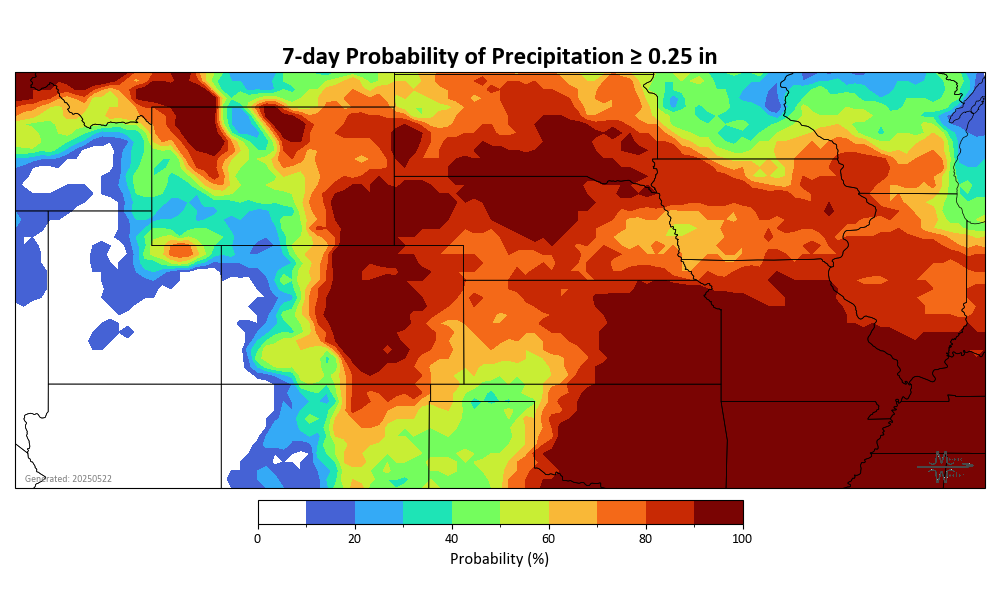 7-day Probability of Precipitation ≥ 0.25 in
Generated: 20250522
0 20 40 60 80 100
Probability (%)